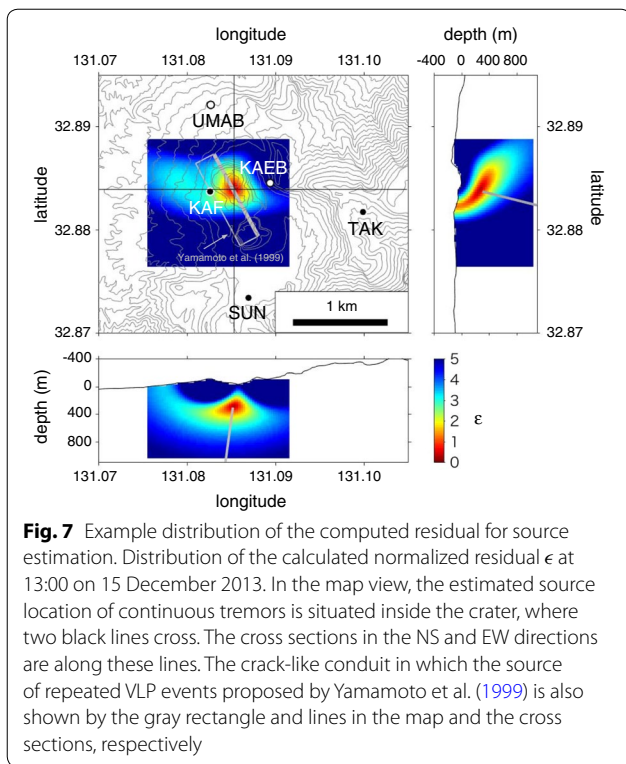 longitude
131.07 131.08 131.09 131.10
depth (m)
-400 0 400 800
latitude
32.89
32.88
32.87
UMAB
KAEB
KAF
TAK
Yamamoto et al. (1999)
SUN
1 km
32.89
32.88
32.87
latitude
depth (m)
-400
0
400
800
131.07 131.08 131.09 131.10
longitude
5
4
3
2
1
0
ε
Fig. 7 Example distribution of the computed residual for source
estimation. Distribution of the calculated normalized residual ϵ at
13:00 on 15 December 2013. In the map view, the estimated source
location of continuous tremors is situated inside the crater, where
two black lines cross. The cross sections in the NS and EW directions
are along these lines. The crack-like conduit in which the source
of repeated VLP events proposed by Yamamoto et al. (1999) is also
shown by the gray rectangle and lines in the map and the cross
sections, respectively